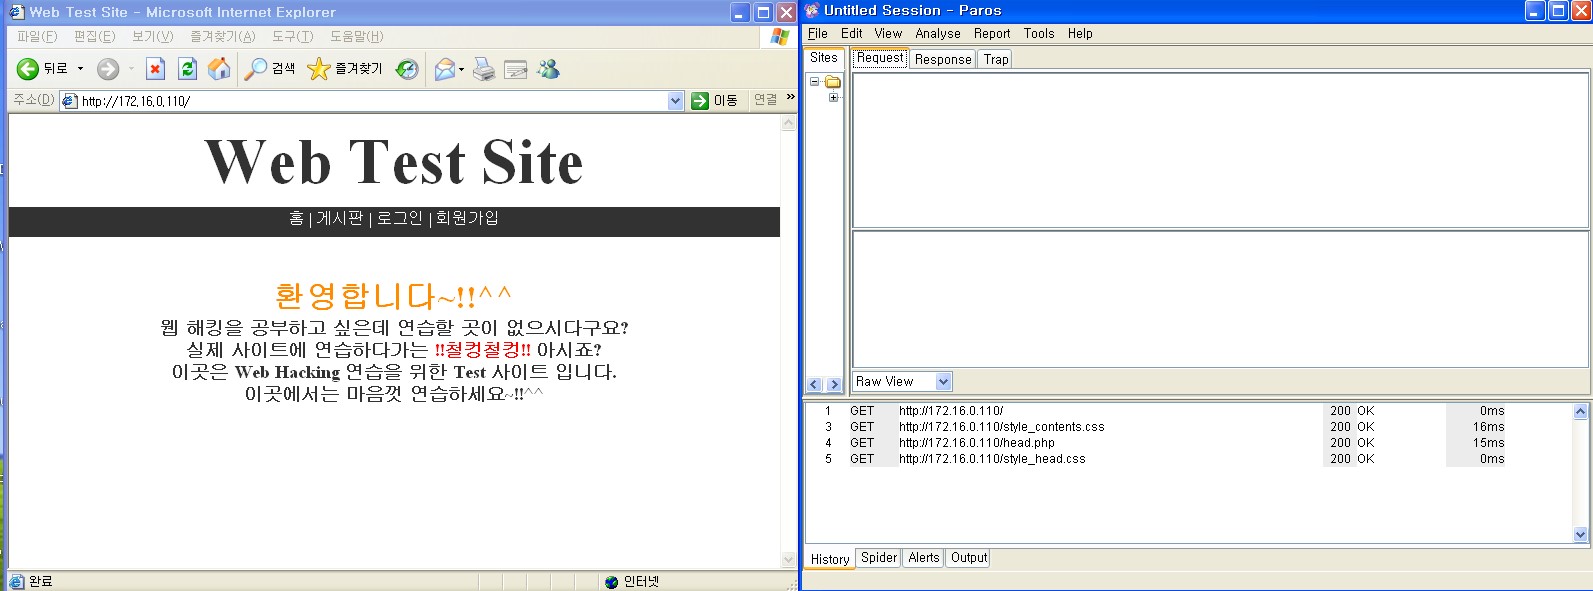 Web Test Site - Microsoft Internet Explorer
파일(F) 편집(E) 보기(V) 즐겨찾기(A) 도구(T) 도움말(H)
뒤로 검색 즐겨찾기
주소(D) http://172.16.0.110/ 이동 연결 »
Web Test Site
홈 | 게시판 | 로그인 | 회원가입
환영합니다~!!^^
웹 해킹을 공부하고 싶은데 연습할 곳이 없으시다구요?
실제 사이트에 연습하다가는 !!철컹철컹!! 아시죠?
이곳은 Web Hacking 연습을 위한 Test 사이트 입니다.
이곳에서는 마음껏 연습하세요~!!^^
완료 인터넷
Untitled Session - Paros
File Edit View Analyse Report Tools Help
Sites Request Response Trap
Raw View
1 GET http://172.16.0.110/ 200 OK 0ms
3 GET http://172.16.0.110/style_contents.css 200 OK 16ms
4 GET http://172.16.0.110/head.php 200 OK 15ms
5 GET http://172.16.0.110/style_head.css 200 OK 0ms
History Spider Alerts Output